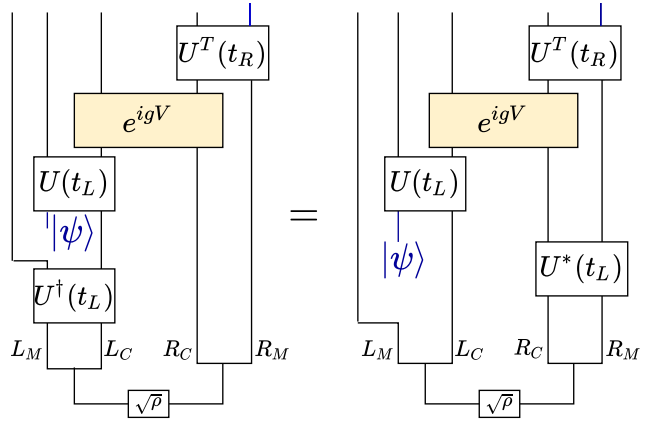 U^T(t_R) U^T(t_R)
e^{igV} e^{igV}
U(t_L) U(t_L)
=
|ψ⟩ |ψ⟩
U^†(t_L) U^*(t_L)
L_M L_C R_C R_M L_M L_C R_C R_M
√ρ √ρ